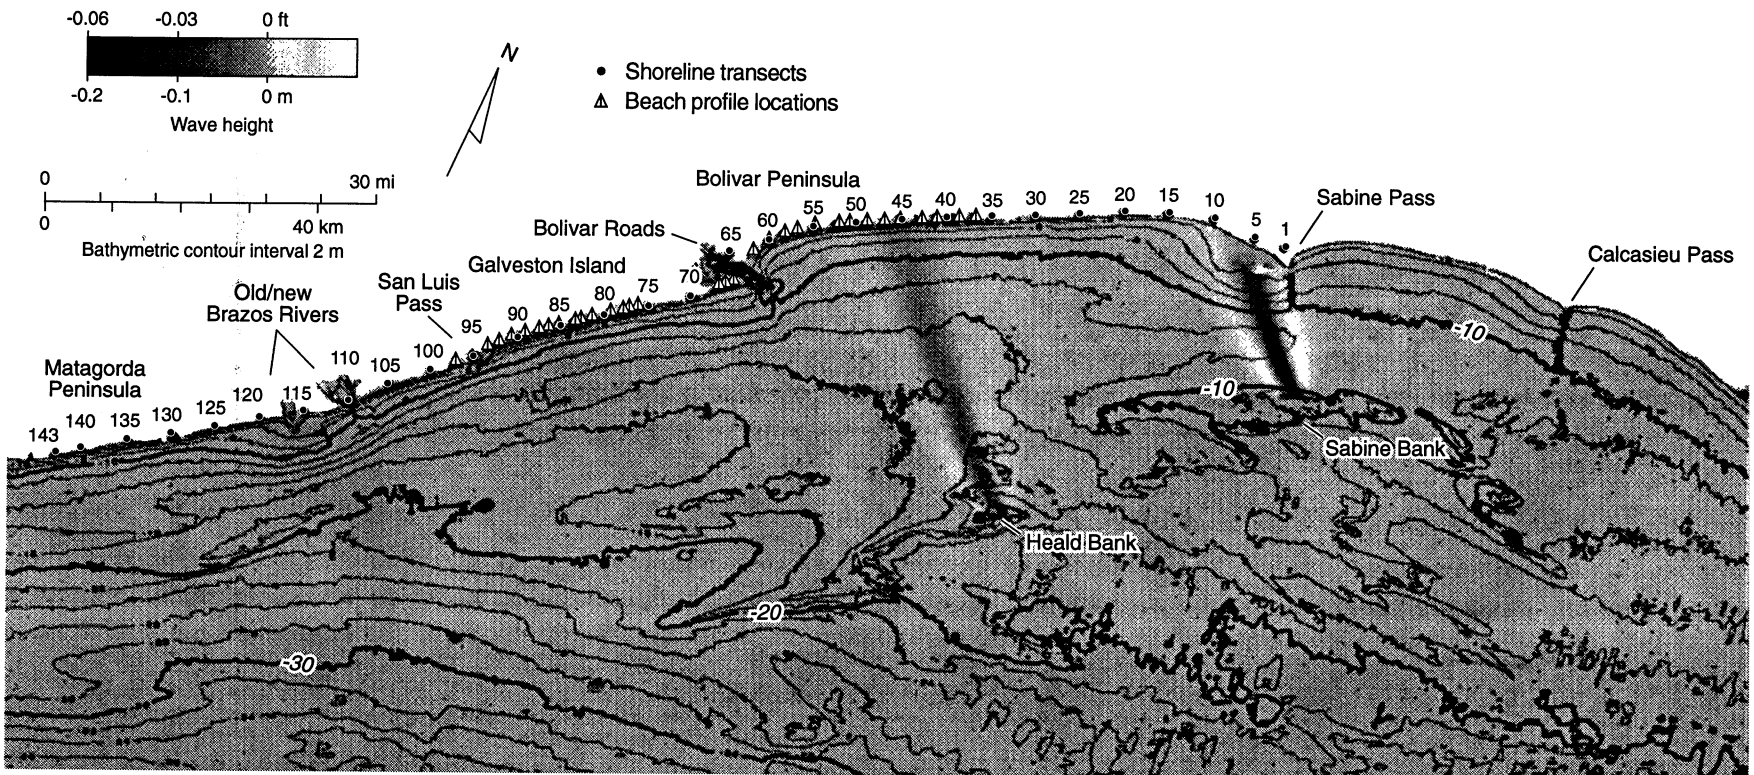 -0.06 -0.03 0 ft
-0.2 -0.1 0 m
Wave height
N
Shoreline transects
Beach profile locations
0 30 mi
0 40 km
Bathymetric contour interval 2 m
Bolivar Peninsula
Bolivar Roads
Galveston Island
San Luis
Pass
Old/new
Brazos Rivers
Matagorda
Peninsula
Sabine Pass
Calcasieu Pass
143 140 135 130 125 120 115 110 105 100 95 90 85 80 75 70 65 60 55 50 45 40 35 30 25 20 15 10 5 1
-10
-10
Sabine Bank
Heald Bank
-20
-30